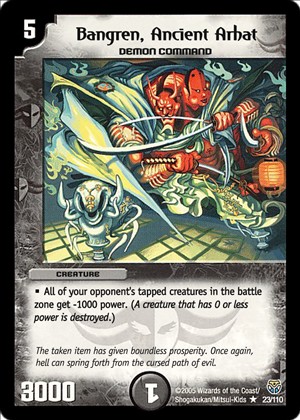 5
Bangren, Ancient Arhat
DEMON COMMAND
CREATURE
▪ All of your opponent's tapped creatures in the battle
zone get -1000 power. (A creature that has 0 or less
power is destroyed.)
The taken item has given boundless prosperity. Once again,
hell can spring forth from the cursed path of evil.
3000
1
©2005 Wizards of the Coast/
Shogakukan/Mitsui-Kids ★ 23/110